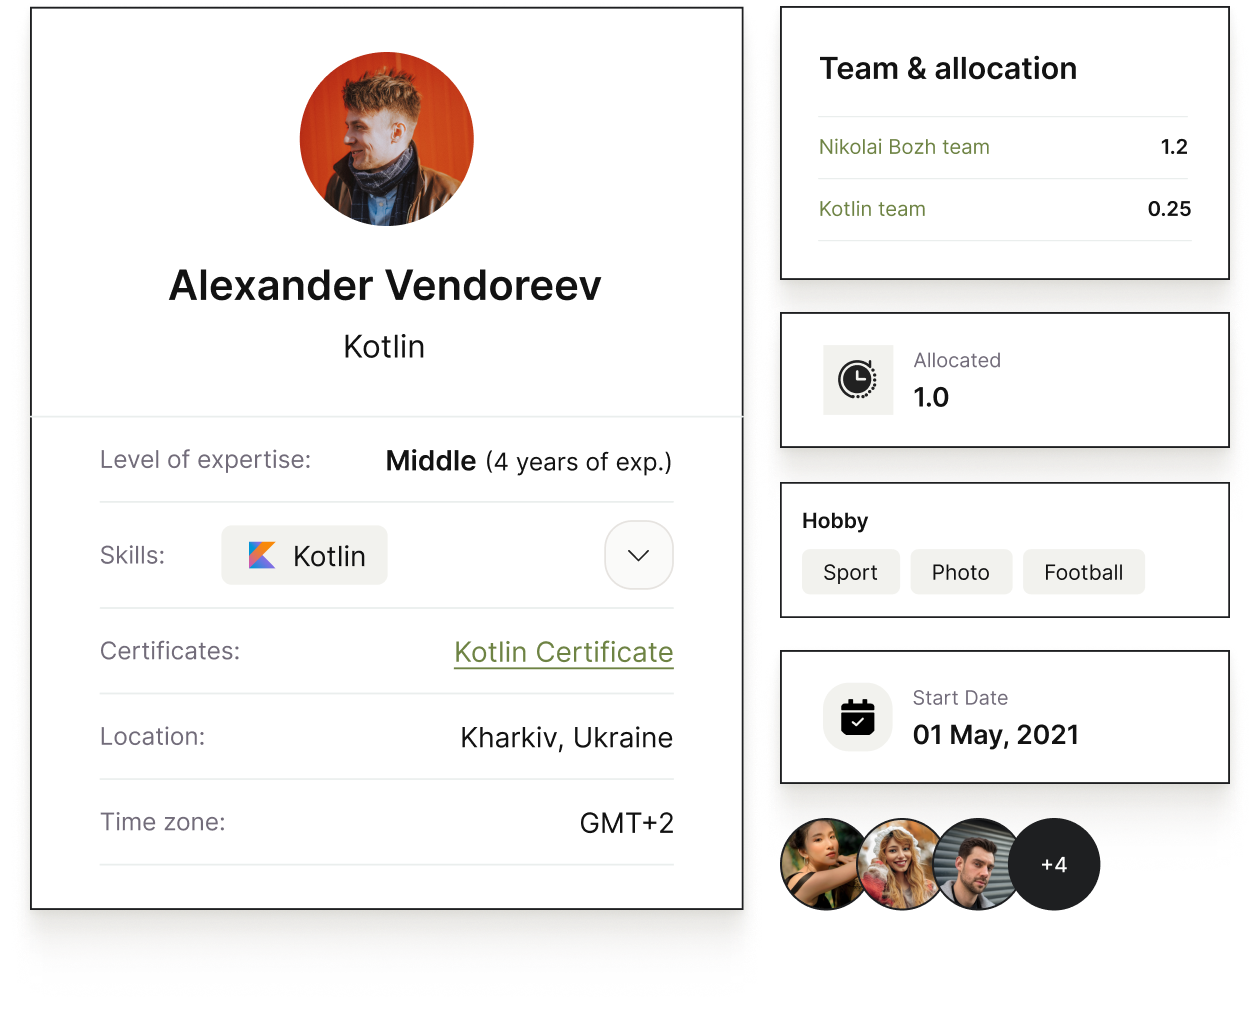 Alexander Vendoreev
Kotlin
Level of expertise: Middle (4 years of exp.)
Skills: Kotlin
Certificates: Kotlin Certificate
Location: Kharkiv, Ukraine
Time zone: GMT+2
Team & allocation
Nikolai Bozh team 1.2
Kotlin team 0.25
Allocated
1.0
Hobby
Sport Photo Football
Start Date
01 May, 2021
+4